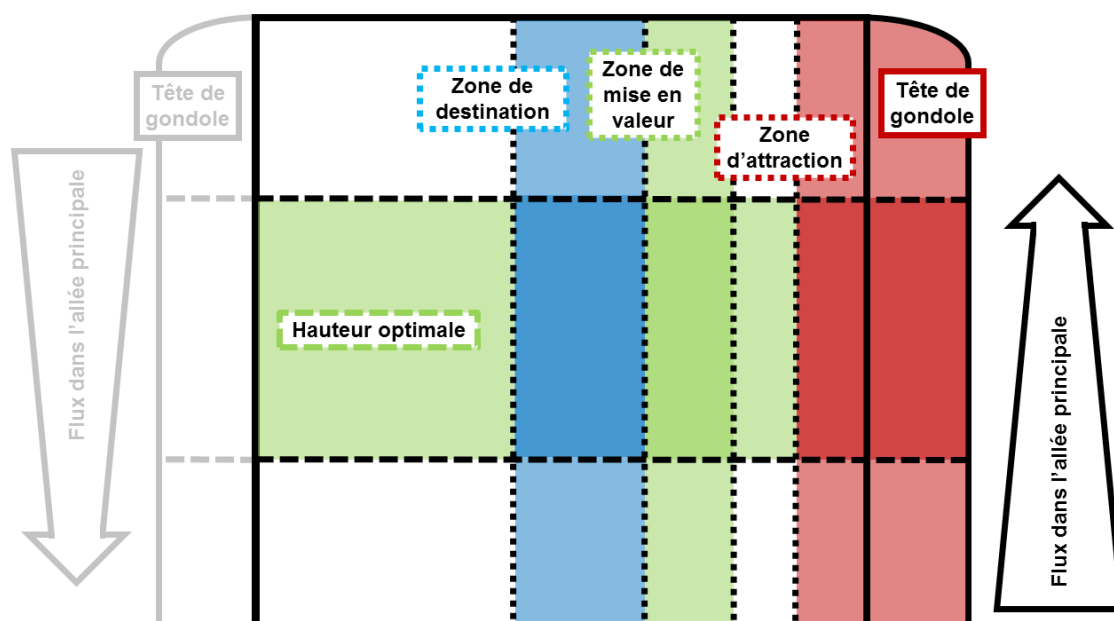 Tête de
gondole
Zone de
destination
Zone de
mise en
valeur
Zone
d’attraction
Tête de
gondole
Flux dans l’allée principale
Hauteur optimale
Flux dans l’allée principale